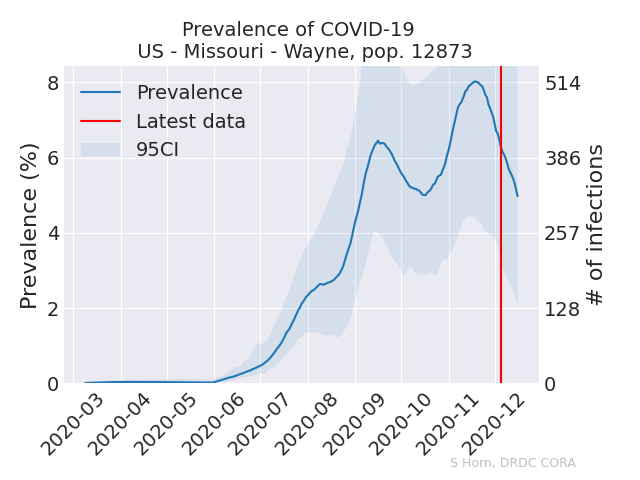 Prevalence of COVID-19
US - Missouri - Wayne, pop. 12873
Prevalence
Latest data
95CI
Prevalence (%)
8
6
4
2
0
514
386
257
128
0
# of infections
2020-03
2020-04
2020-05
2020-06
2020-07
2020-08
2020-09
2020-10
2020-11
2020-12
S Horn, DRDC CORA